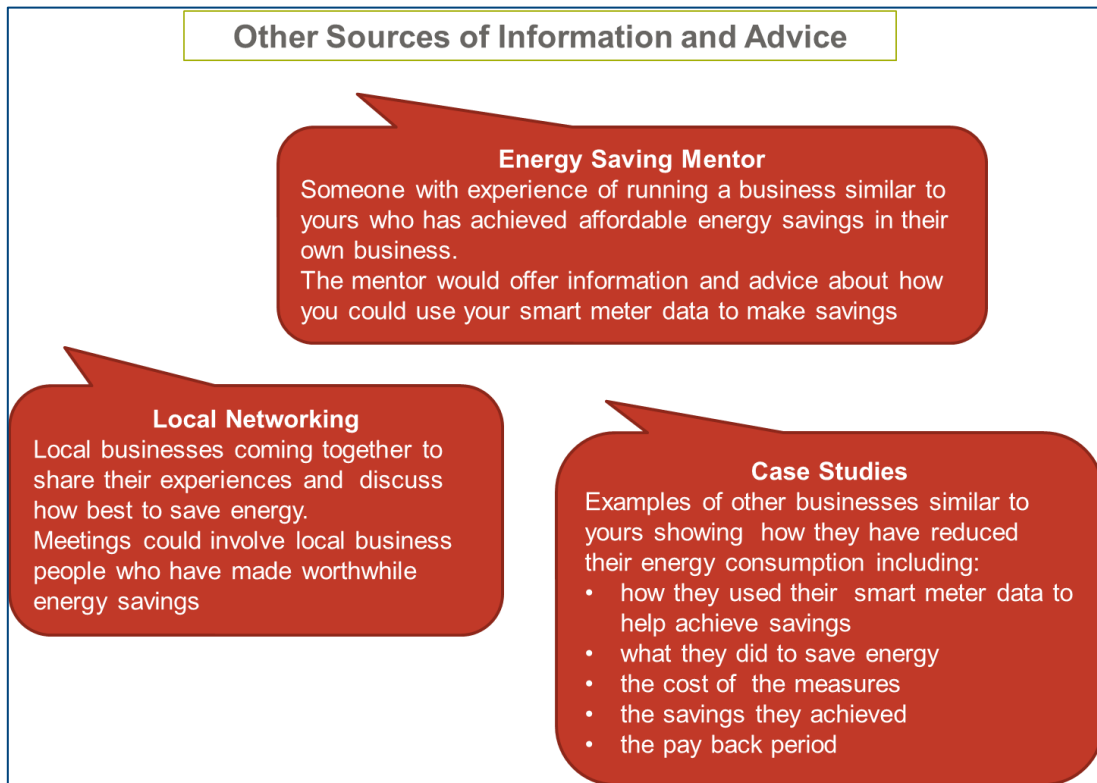 Other Sources of Information and Advice
Energy Saving Mentor
Someone with experience of running a business similar to
yours who has achieved affordable energy savings in their
own business.
The mentor would offer information and advice about how
you could use your smart meter data to make savings
Local Networking
Local businesses coming together to
share their experiences and  discuss
how best to save energy.
Meetings could involve local business
people who have made worthwhile
energy savings
Case Studies
Examples of other businesses similar to
yours showing  how they have reduced
their energy consumption including:
• how they used their  smart meter data to
help achieve savings
• what they did to save energy
• the cost of  the measures
• the savings they achieved
• the pay back period